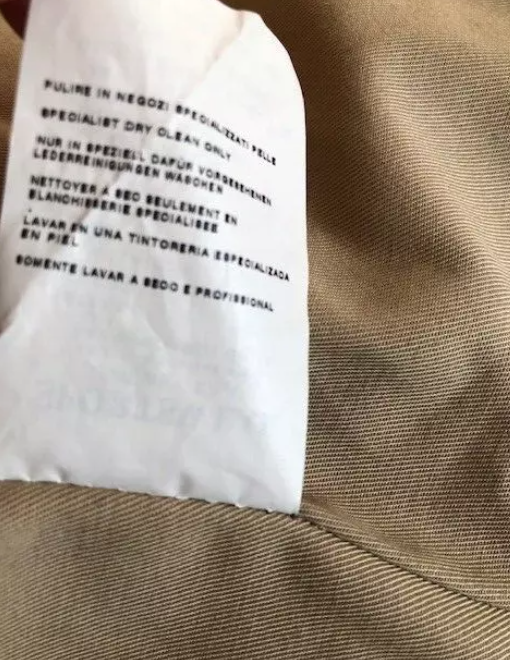 PULIRE IN NEGOZI SPECIALIZZATI PELLE
SPECIALIST DRY CLEAN ONLY
NUR IN SPEZIELL DAFÜR VORGESEHENEN
LEDERREINIGUNGEN WASCHEN
NETTOYER A SEC SEULEMENT EN
BLANCHISSERIE SPECIALISEE
LAVAR EN UNA TINTORERIA ESPECIALIZADA
EN PIEL
SOMENTE LAVAR A SECO E PROFISSIONAL